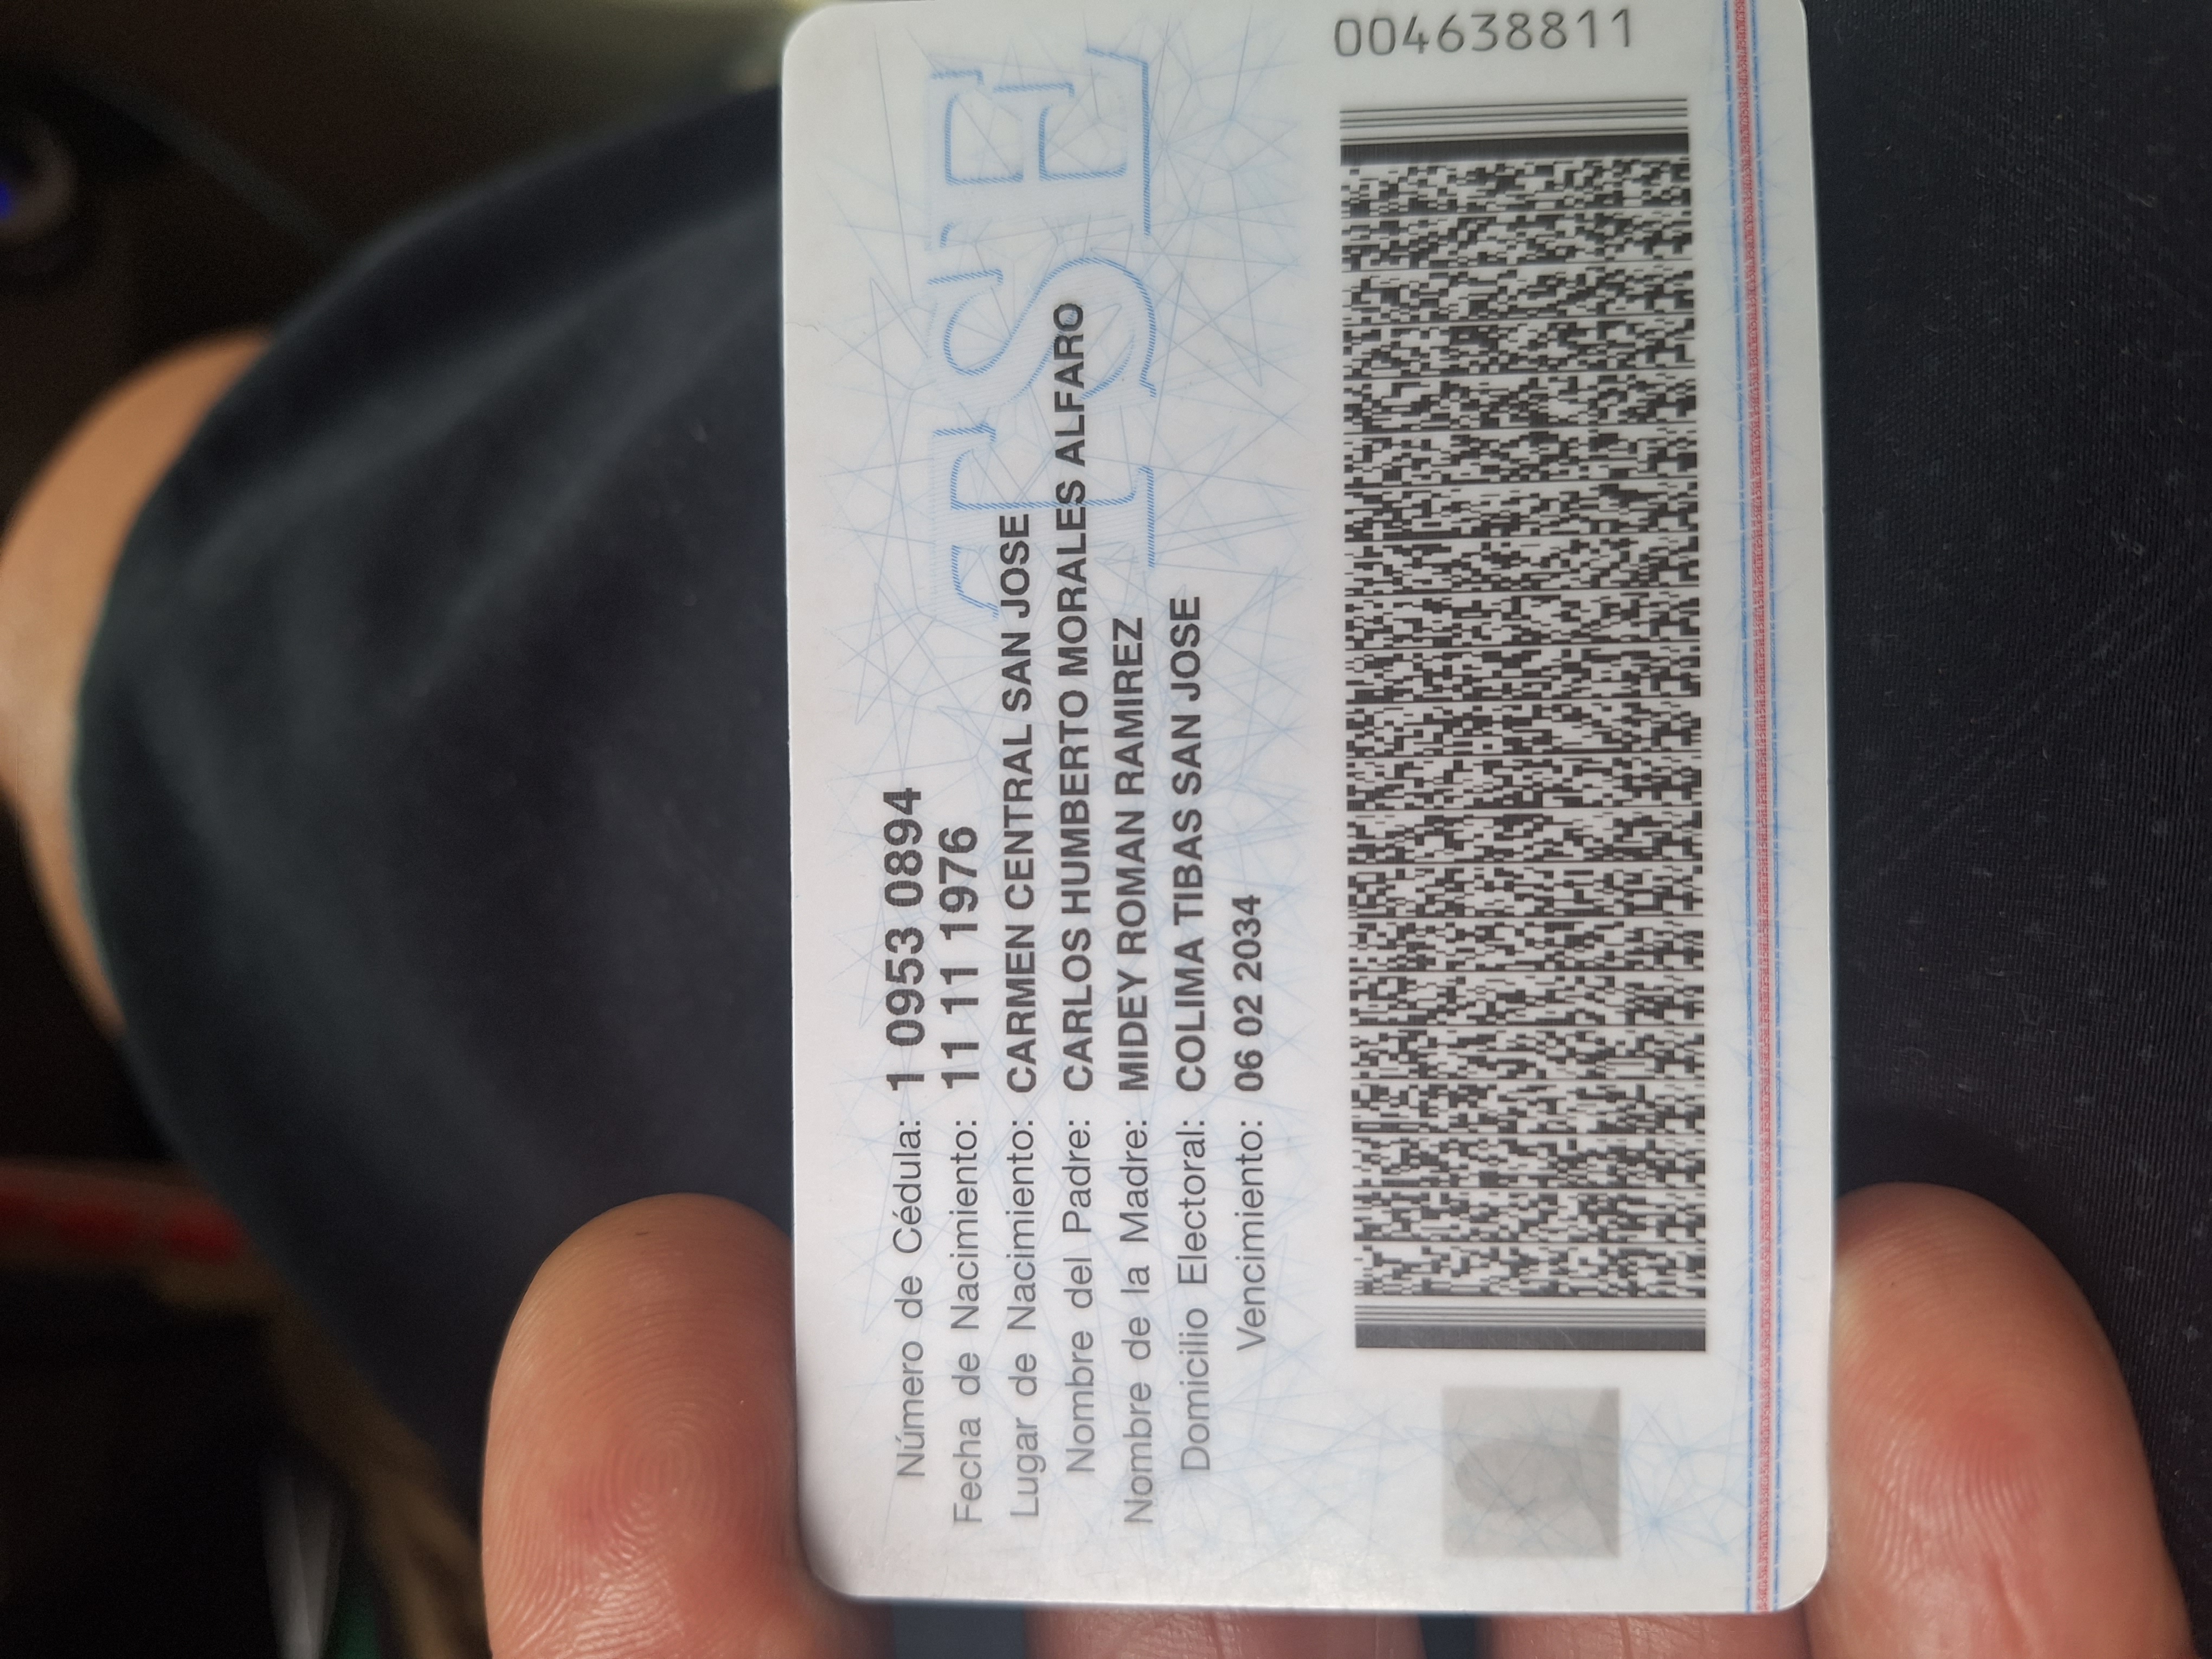 Número de Cédula: 1 0953 0894
Fecha de Nacimiento: 11 11 1976
Lugar de Nacimiento: CARMEN CENTRAL SAN JOSE
Nombre del Padre: CARLOS HUMBERTO MORALES ALFARO
Nombre de la Madre: MIDEY ROMAN RAMIREZ
Domicilio Electoral: COLIMA TIBAS SAN JOSE
Vencimiento: 06 02 2034
TSE
004638811